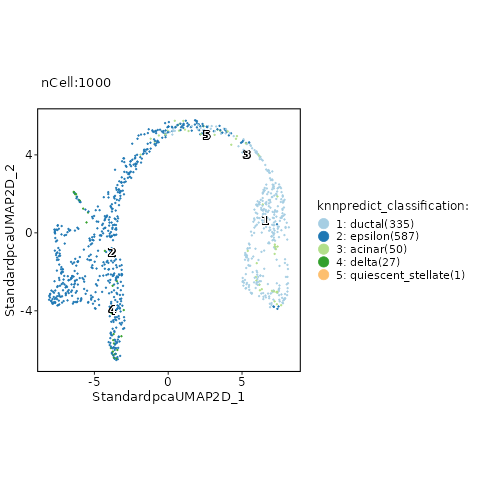 nCell:1000
StandardpcaUMAP2D_2
4
0
-4
5
3
1
2
4
-5
0
5
StandardpcaUMAP2D_1
knnpredict_classification:
1: ductal(335)
2: epsilon(587)
3: acinar(50)
4: delta(27)
5: quiescent_stellate(1)